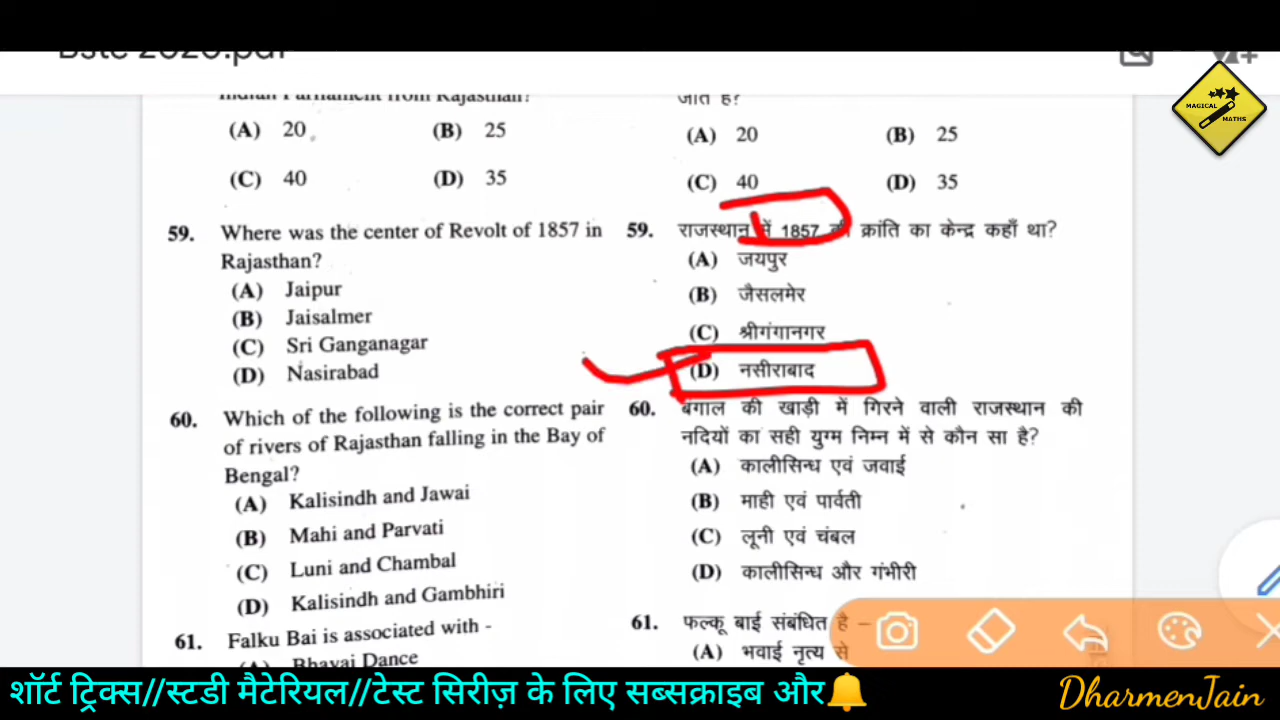 Bstc 2020.pdf
MAGICAL
MATHS
Indian Parliament from Rajasthan?
(A) 20 (B) 25
(C) 40 (D) 35
59. Where was the center of Revolt of 1857 in
Rajasthan?
(A) Jaipur
(B) Jaisalmer
(C) Sri Ganganagar
(D) Nasirabad
60. Which of the following is the correct pair
of rivers of Rajasthan falling in the Bay of
Bengal?
(A) Kalisindh and Jawai
(B) Mahi and Parvati
(C) Luni and Chambal
(D) Kalisindh and Gambhiri
61. Falku Bai is associated with -
(A) Bhavai Dance
जाते हैं?
(A) 20 (B) 25
(C) 40 (D) 35
59. राजस्थान में 1857 की क्रांति का केन्द्र कहाँ था?
(A) जयपुर
(B) जैसलमेर
(C) श्रीगंगानगर
(D) नसीराबाद
60. बंगाल की खाड़ी में गिरने वाली राजस्थान की
नदियों का सही युग्म निम्न में से कौन सा है?
(A) कालीसिन्ध एवं जवाई
(B) माही एवं पार्वती
(C) लूनी एवं चंबल
(D) कालीसिन्ध और गंभीरी
61. फल्कू बाई संबंधित है –
(A) भवाई नृत्य से
शॉर्ट ट्रिक्स//स्टडी मैटेरियल//टेस्ट सिरीज़ के लिए सब्सक्राइब और
DharmenJain